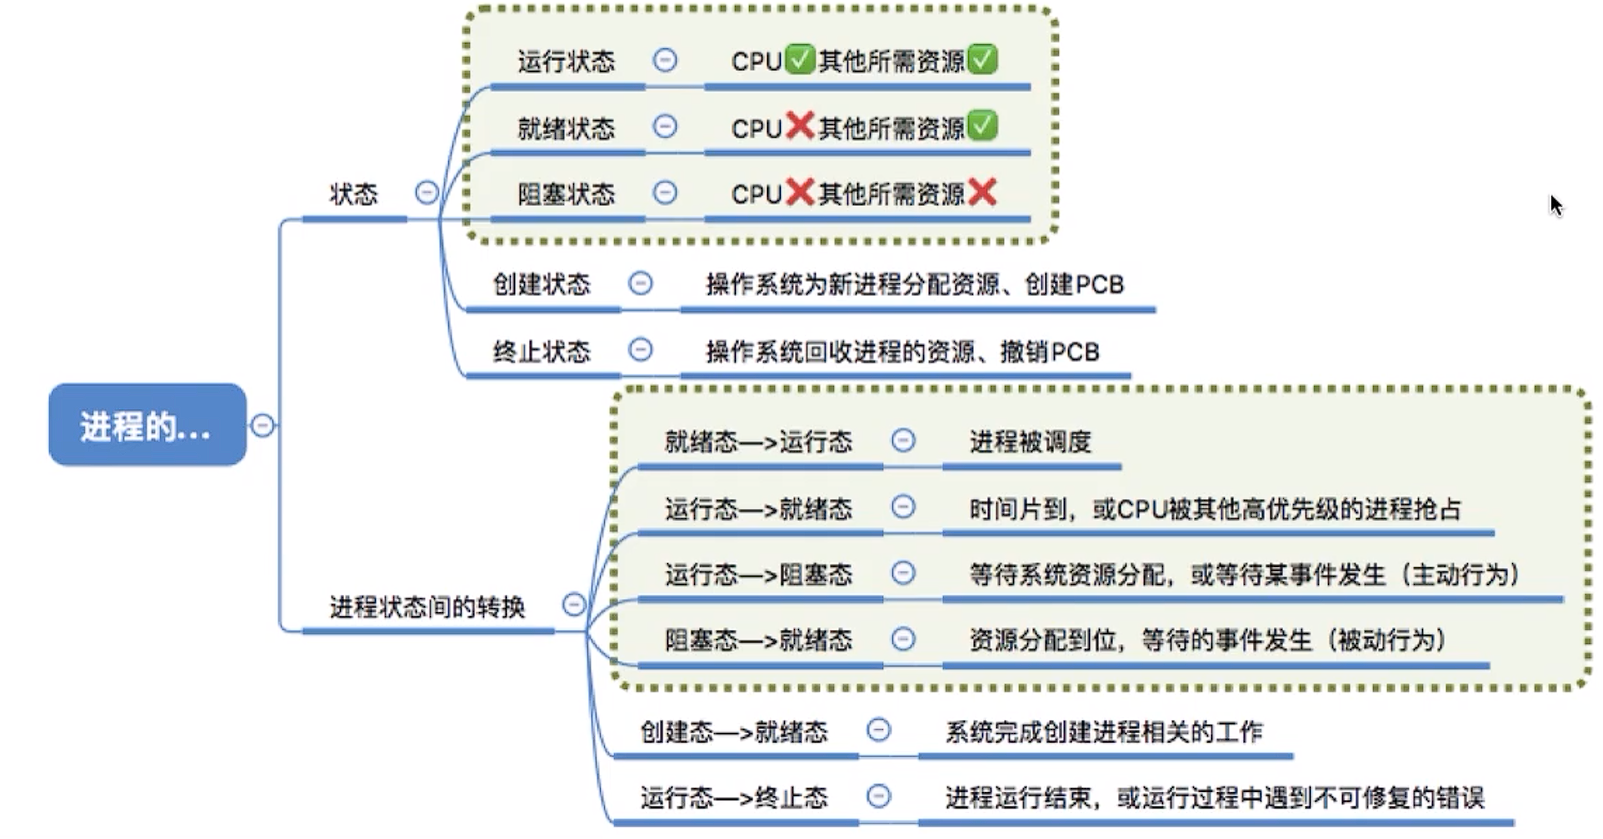 运行状态 CPU✅其他所需资源✅
就绪状态 CPU❌其他所需资源✅
阻塞状态 CPU❌其他所需资源❌
状态
创建状态 操作系统为新进程分配资源、创建PCB
终止状态 操作系统回收进程的资源、撤销PCB
进程的...
就绪态—>运行态 进程被调度
运行态—>就绪态 时间片到，或CPU被其他高优先级的进程抢占
运行态—>阻塞态 等待系统资源分配，或等待某事件发生（主动行为）
阻塞态—>就绪态 资源分配到位，等待的事件发生（被动行为）
进程状态间的转换
创建态—>就绪态 系统完成创建进程相关的工作
运行态—>终止态 进程运行结束，或运行过程中遇到不可修复的错误